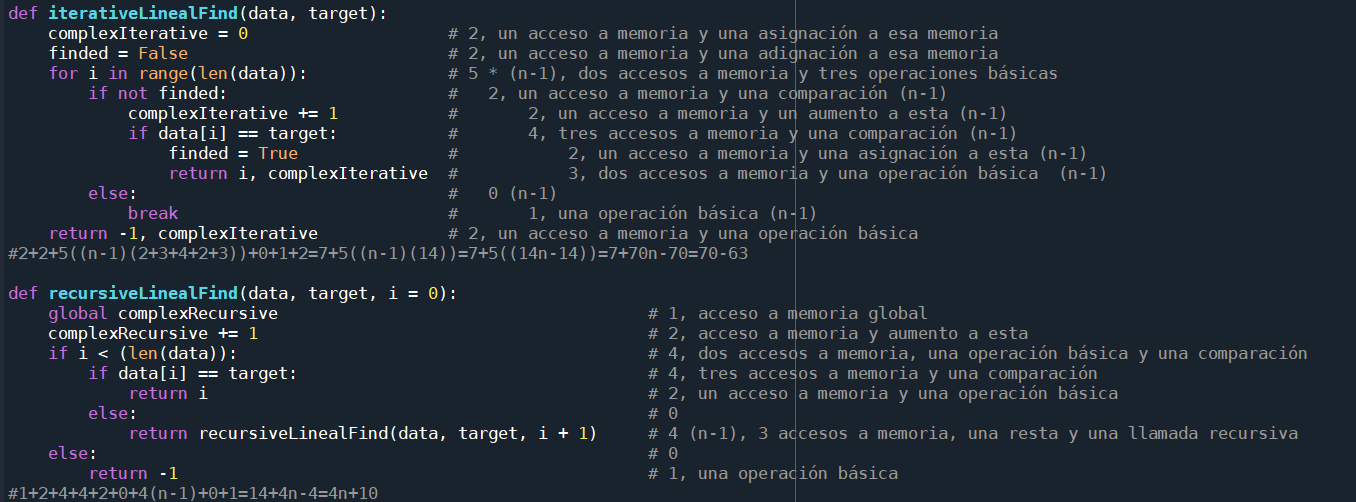 def iterativeLinealFind(data, target):
    complexIterative = 0                    # 2, un acceso a memoria y una asignación a esa memoria
    finded = False                          # 2, un acceso a memoria y una adignación a esa memoria
    for i in range(len(data)):              # 5 * (n-1), dos accesos a memoria y tres operaciones básicas
        if not finded:                      #   2, un acceso a memoria y una comparación (n-1)
            complexIterative += 1           #       2, un acceso a memoria y un aumento a esta (n-1)
            if data[i] == target:           #       4, tres accesos a memoria y una comparación (n-1)
                finded = True               #           2, un acceso a memoria y una asignación a esta (n-1)
                return i, complexIterative  #           3, dos accesos a memoria y una operación básica  (n-1)
        else:                               #   0 (n-1)
            break                           #       1, una operación básica (n-1)
    return -1, complexIterative             # 2, un acceso a memoria y una operación básica
#2+2+5((n-1)(2+3+4+2+3))+0+1+2=7+5((n-1)(14))=7+5((14n-14))=7+70n-70=70-63
def recursiveLinealFind(data, target, i = 0):
    global complexRecursive                                     # 1, acceso a memoria global
    complexRecursive += 1                                       # 2, acceso a memoria y aumento a esta
    if i < (len(data)):                                         # 4, dos accesos a memoria, una operación básica y una comparación
        if data[i] == target:                                   # 4, tres accesos a memoria y una comparación
            return i                                            # 2, un acceso a memoria y una operación básica
        else:                                                   # 0
            return recursiveLinealFind(data, target, i + 1)     # 4 (n-1), 3 accesos a memoria, una resta y una llamada recursiva
    else:                                                       # 0
        return -1                                               # 1, una operación básica
#1+2+4+4+2+0+4(n-1)+0+1=14+4n-4=4n+10